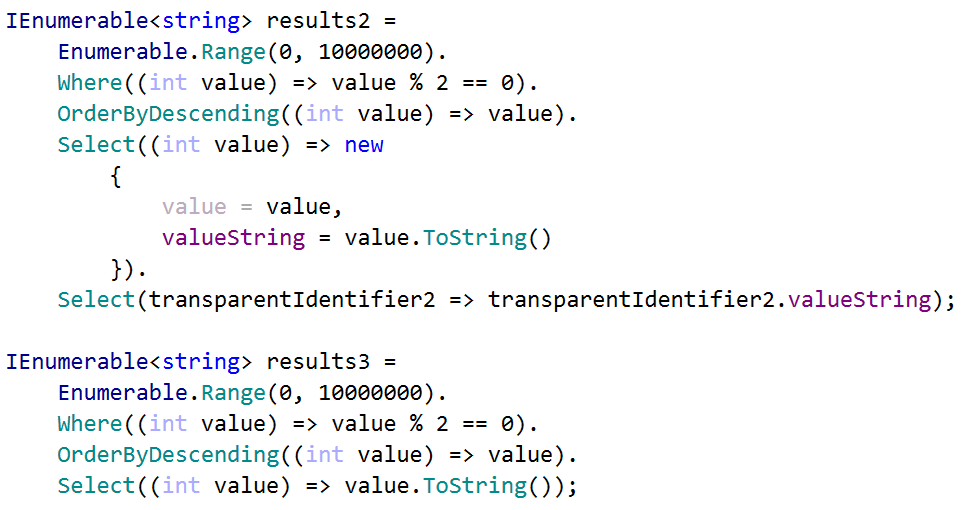 IEnumerable<string> results2 =
    Enumerable.Range(0, 10000000).
    Where((int value) => value % 2 == 0).
    OrderByDescending((int value) => value).
    Select((int value) => new
        {
            value = value,
            valueString = value.ToString()
        }).
    Select(transparentIdentifier2 => transparentIdentifier2.valueString);

IEnumerable<string> results3 =
    Enumerable.Range(0, 10000000).
    Where((int value) => value % 2 == 0).
    OrderByDescending((int value) => value).
    Select((int value) => value.ToString());